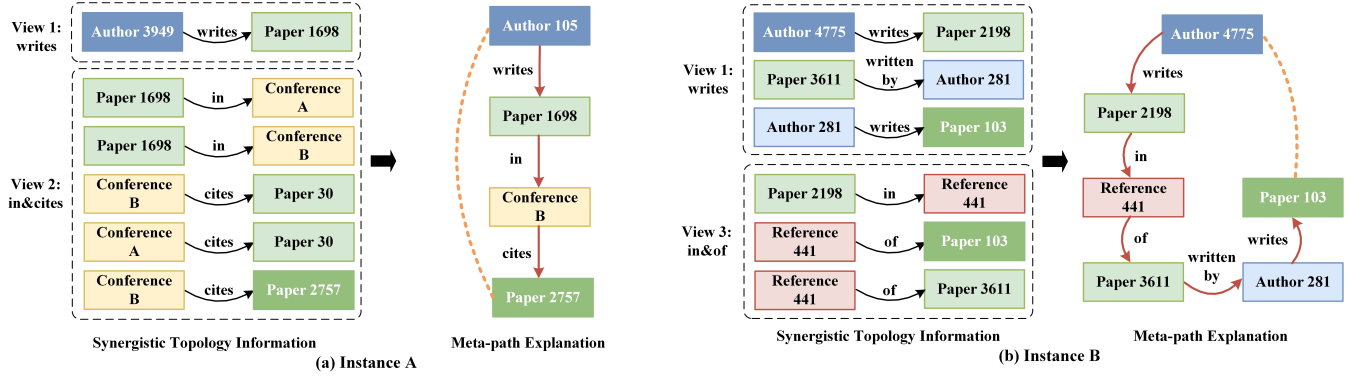 View 1:
writes
Author 3949
writes
Paper 1698
View 2:
in&cites
Paper 1698
in
Conference
A
Paper 1698
in
Conference
B
Conference
B
cites
Paper 30
Conference
A
cites
Paper 30
Conference
B
cites
Paper 2757
Synergistic Topology Information
Author 105
writes
Paper 1698
in
Conference
B
cites
Paper 2757
Meta-path Explanation
(a) Instance A
View 1:
writes
Author 4775
writes
Paper 2198
Paper 3611
written
by
Author 281
Author 281
writes
Paper 103
View 3:
in&of
Paper 2198
in
Reference
441
Reference
441
of
Paper 103
Reference
441
of
Paper 3611
Synergistic Topology Information
Author 4775
writes
Paper 2198
in
Reference
441
of
Paper 3611
written
by
Author 281
writes
Paper 103
Meta-path Explanation
(b) Instance B